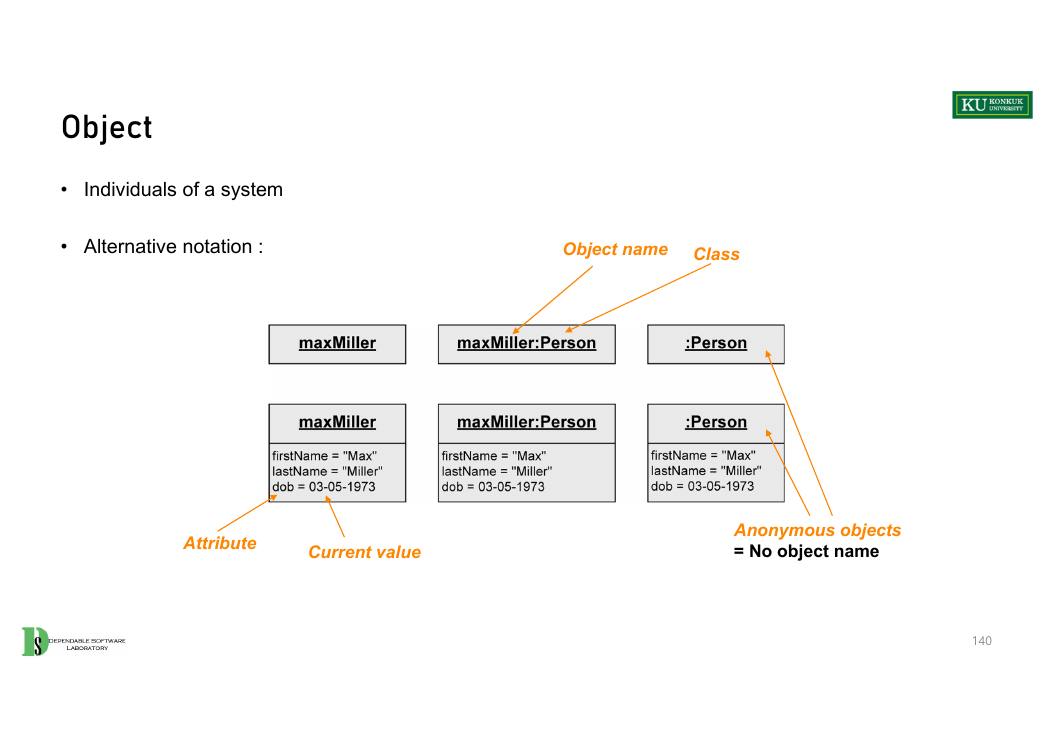 KU KONKUK UNIVERSITY
Object
• Individuals of a system
• Alternative notation :
Object name
Class
maxMiller
maxMiller:Person
:Person
maxMiller
maxMiller:Person
:Person
firstName = "Max"
lastName = "Miller"
dob = 03-05-1973
firstName = "Max"
lastName = "Miller"
dob = 03-05-1973
firstName = "Max"
lastName = "Miller"
dob = 03-05-1973
Attribute
Current value
Anonymous objects
= No object name
DS
DEPENDABLE SOFTWARE
LABORATORY
140